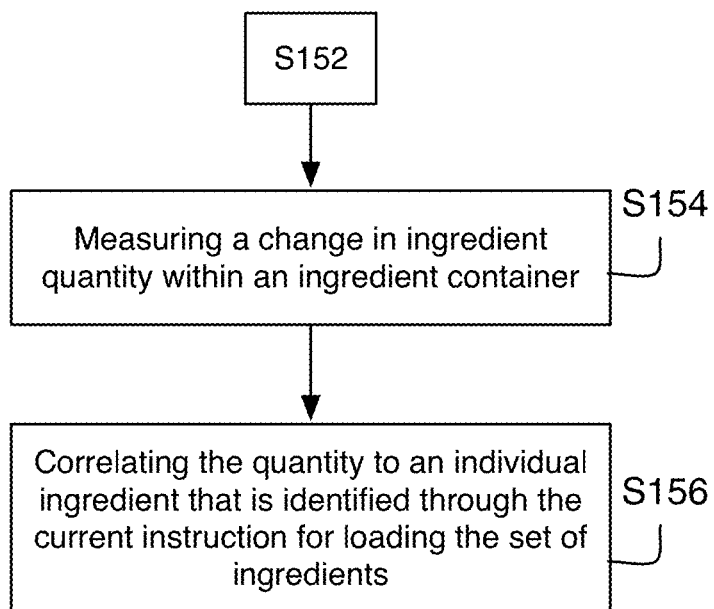 S152
S154
Measuring a change in ingredient
quantity within an ingredient container
S156
Correlating the quantity to an individual
ingredient that is identified through the
current instruction for loading the set of
ingredients